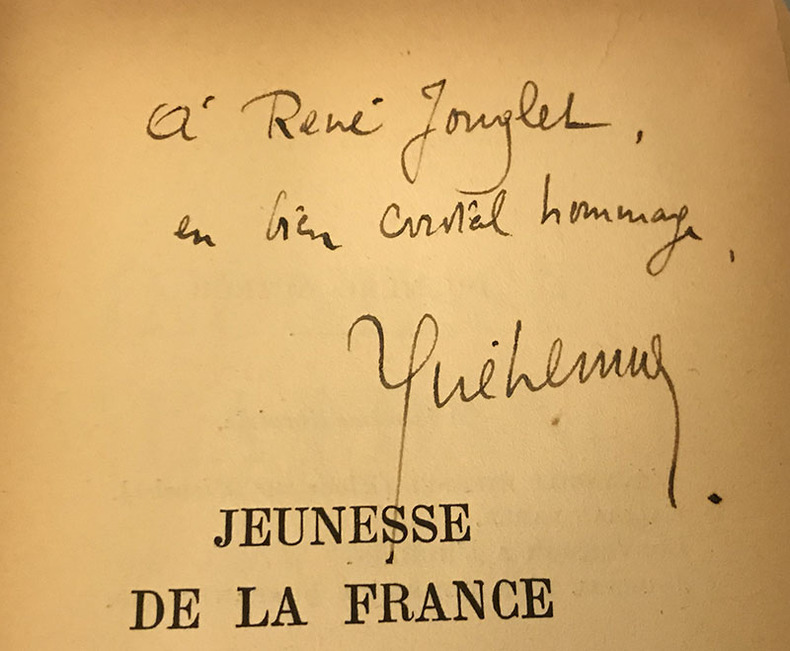 à René Jouglet,
en bien cordial hommage,
Guéhenno.
JEUNESSE
DE LA FRANCE